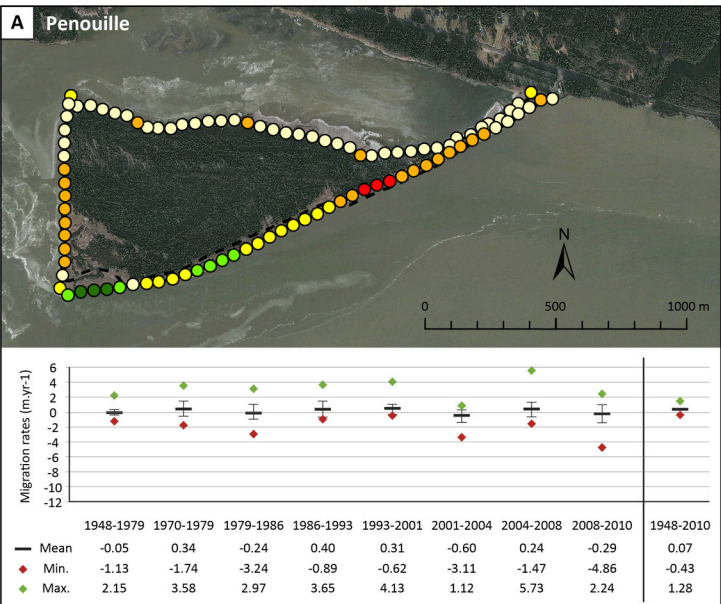 A Penouille
N
0 500 1000 m
Migration rates (m.yr-1)
6
4
2
0
-2
-4
-6
-8
-10
-12
1948-1979 1970-1979 1979-1986 1986-1993 1993-2001 2001-2004 2004-2008 2008-2010 1948-2010
Mean -0.05 0.34 -0.24 0.40 0.31 -0.60 0.24 -0.29 0.07
Min. -1.13 -1.74 -3.24 -0.89 -0.62 -3.11 -1.47 -4.86 -0.43
Max. 2.15 3.58 2.97 3.65 4.13 1.12 5.73 2.24 1.28